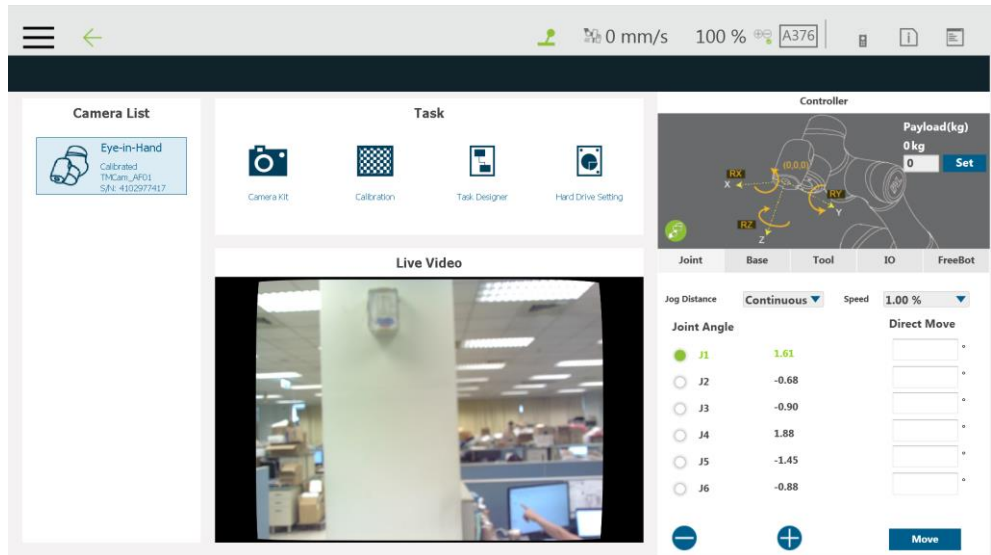 0 mm/s 100 % A376
Camera List
Eye-in-Hand
Calibrated
TMCam_AF01
S/N: 4102977417
Task
Camera Kit
Calibration
Task Designer
Hard Drive Setting
Live Video
Controller
Payload(kg)
0 kg
0 Set
(0,0,0)
RX
X
RY
Y
RZ
Z
Joint Base Tool IO FreeBot
Jog Distance Continuous Speed 1.00 %
Joint Angle Direct Move
J1 1.61 °
J2 -0.68 °
J3 -0.90 °
J4 1.88 °
J5 -1.45 °
J6 -0.88 °
Move